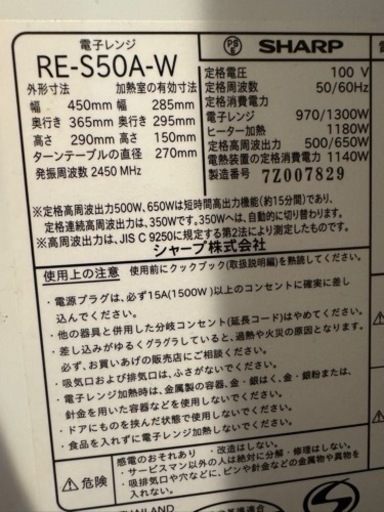 電子レンジ
RE-S50A-W
外形寸法 加熱室の有効寸法
幅 450mm 幅 285mm
奥行き 365mm 奥行き 295mm
高さ 290mm 高さ 150mm
ターンテーブルの直径 270mm
発振周波数 2450 MHz
PS E SHARP
定格電圧 100 V
定格周波数 50/60Hz
定格消費電力
電子レンジ 970/1300W
ヒーター加熱 1180W
定格高周波出力 500/650W
電熱装置の定格消費電力 1140W
製造番号 7Z007829
※定格高周波出力500W、650Wは短時間高出力機能(約15分間)であり、
定格連続高周波出力は、350Wです。350Wへは、自動的に切り替わります。
※高周波出力は、JIS C 9250に規定する第2法により測定したものです。
シャープ株式会社
使用上の注意 使用前にクックブック(取扱説明編)を熟読してください。
・電源プラグは、必ず15A(1500W)以上のコンセントに確実に差し
込んでください。
・他の器具と併用した分岐コンセント(延長コード)はやめてください。
・差し込みがゆるくグラグラしていると、過熱や火災の原因となります。
必ず、お買いあげの販売店にご相談ください。
・吸気口および排気口は、ふさがないでください。
・電子レンジ加熱時は、金属製の容器、金・銀はく、金・銀粉または、
針金を用いた容器などを使用しないでください。
・ドアにものを挟んだ状態で使用しないでください。
・食品を入れずに電子レンジ加熱しないでください。
危険
感電のおそれあり ・改造はしない。
・サービスマン以外の人は絶対に分解・修理はしない。
・吸排気口や穴などに、ピンや針金などの金属物や異物を
入れない。